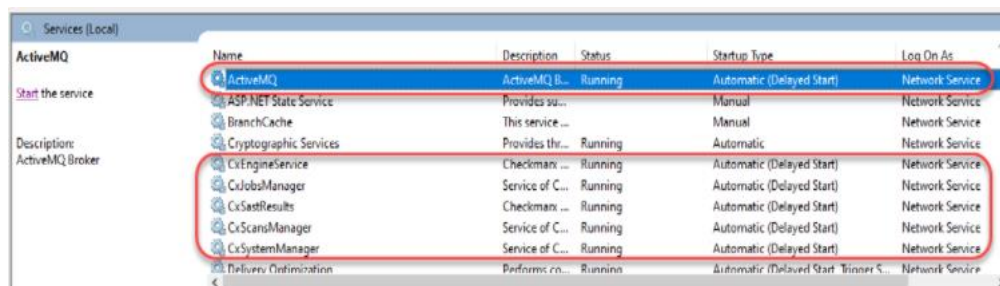 Services (Local)
ActiveMQ
Start the service
Description:
ActiveMQ Broker
Name Description Status Startup Type Log On As
ActiveMQ ActiveMQ B... Running Automatic (Delayed Start) Network Service
ASP.NET State Service Provides su... Manual Network Service
BranchCache This service ... Manual Network Service
Cryptographic Services Provides thr... Running Automatic Network Service
CxEngineService Checkmarx ... Running Automatic (Delayed Start) Network Service
CxJobsManager Service of C... Running Automatic (Delayed Start) Network Service
CxSastResults Checkmarx ... Running Automatic (Delayed Start) Network Service
CxScansManager Service of C... Running Automatic (Delayed Start) Network Service
CxSystemManager Service of C... Running Automatic (Delayed Start) Network Service
Delivery Optimization Performs co... Running Automatic (Delayed Start, Trigger S... Network Service